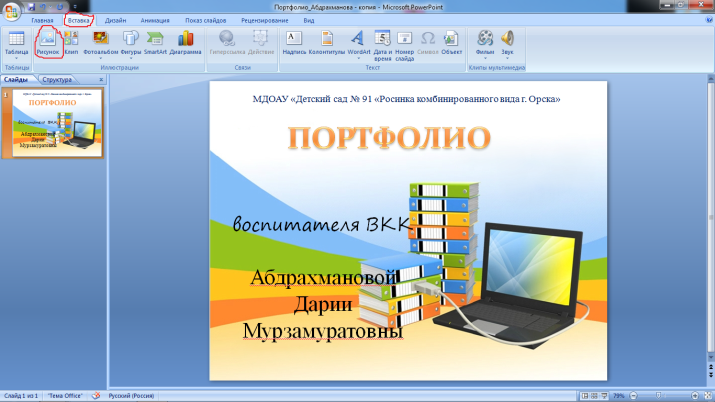 Портфолио_Абдрахманова - копия - Microsoft PowerPoint
Главная Вставка Дизайн Анимация Показ слайдов Рецензирование Вид
Таблица Рисунок Клип Фотоальбом Фигуры SmartArt Диаграмма Гиперссылка Действие Надпись Колонтитулы WordArt Дата и время Номер слайда Символ Объект Фильм Звук
Таблицы Иллюстрации Связи Текст Клипы мультимедиа
Слайды Структура
1
ПОРТФОЛИО
воспитателя ВКК
Абдрахмановой
Дарии
Мурзамуратовны
МДОАУ «Детский сад № 91 «Росинка комбинированного вида г. Орска»
ПОРТФОЛИО
воспитателя ВКК
Абдрахмановой
Дарии
Мурзамуратовны
Слайд 1 из 1 "Тема Office" Русский (Россия) 79%